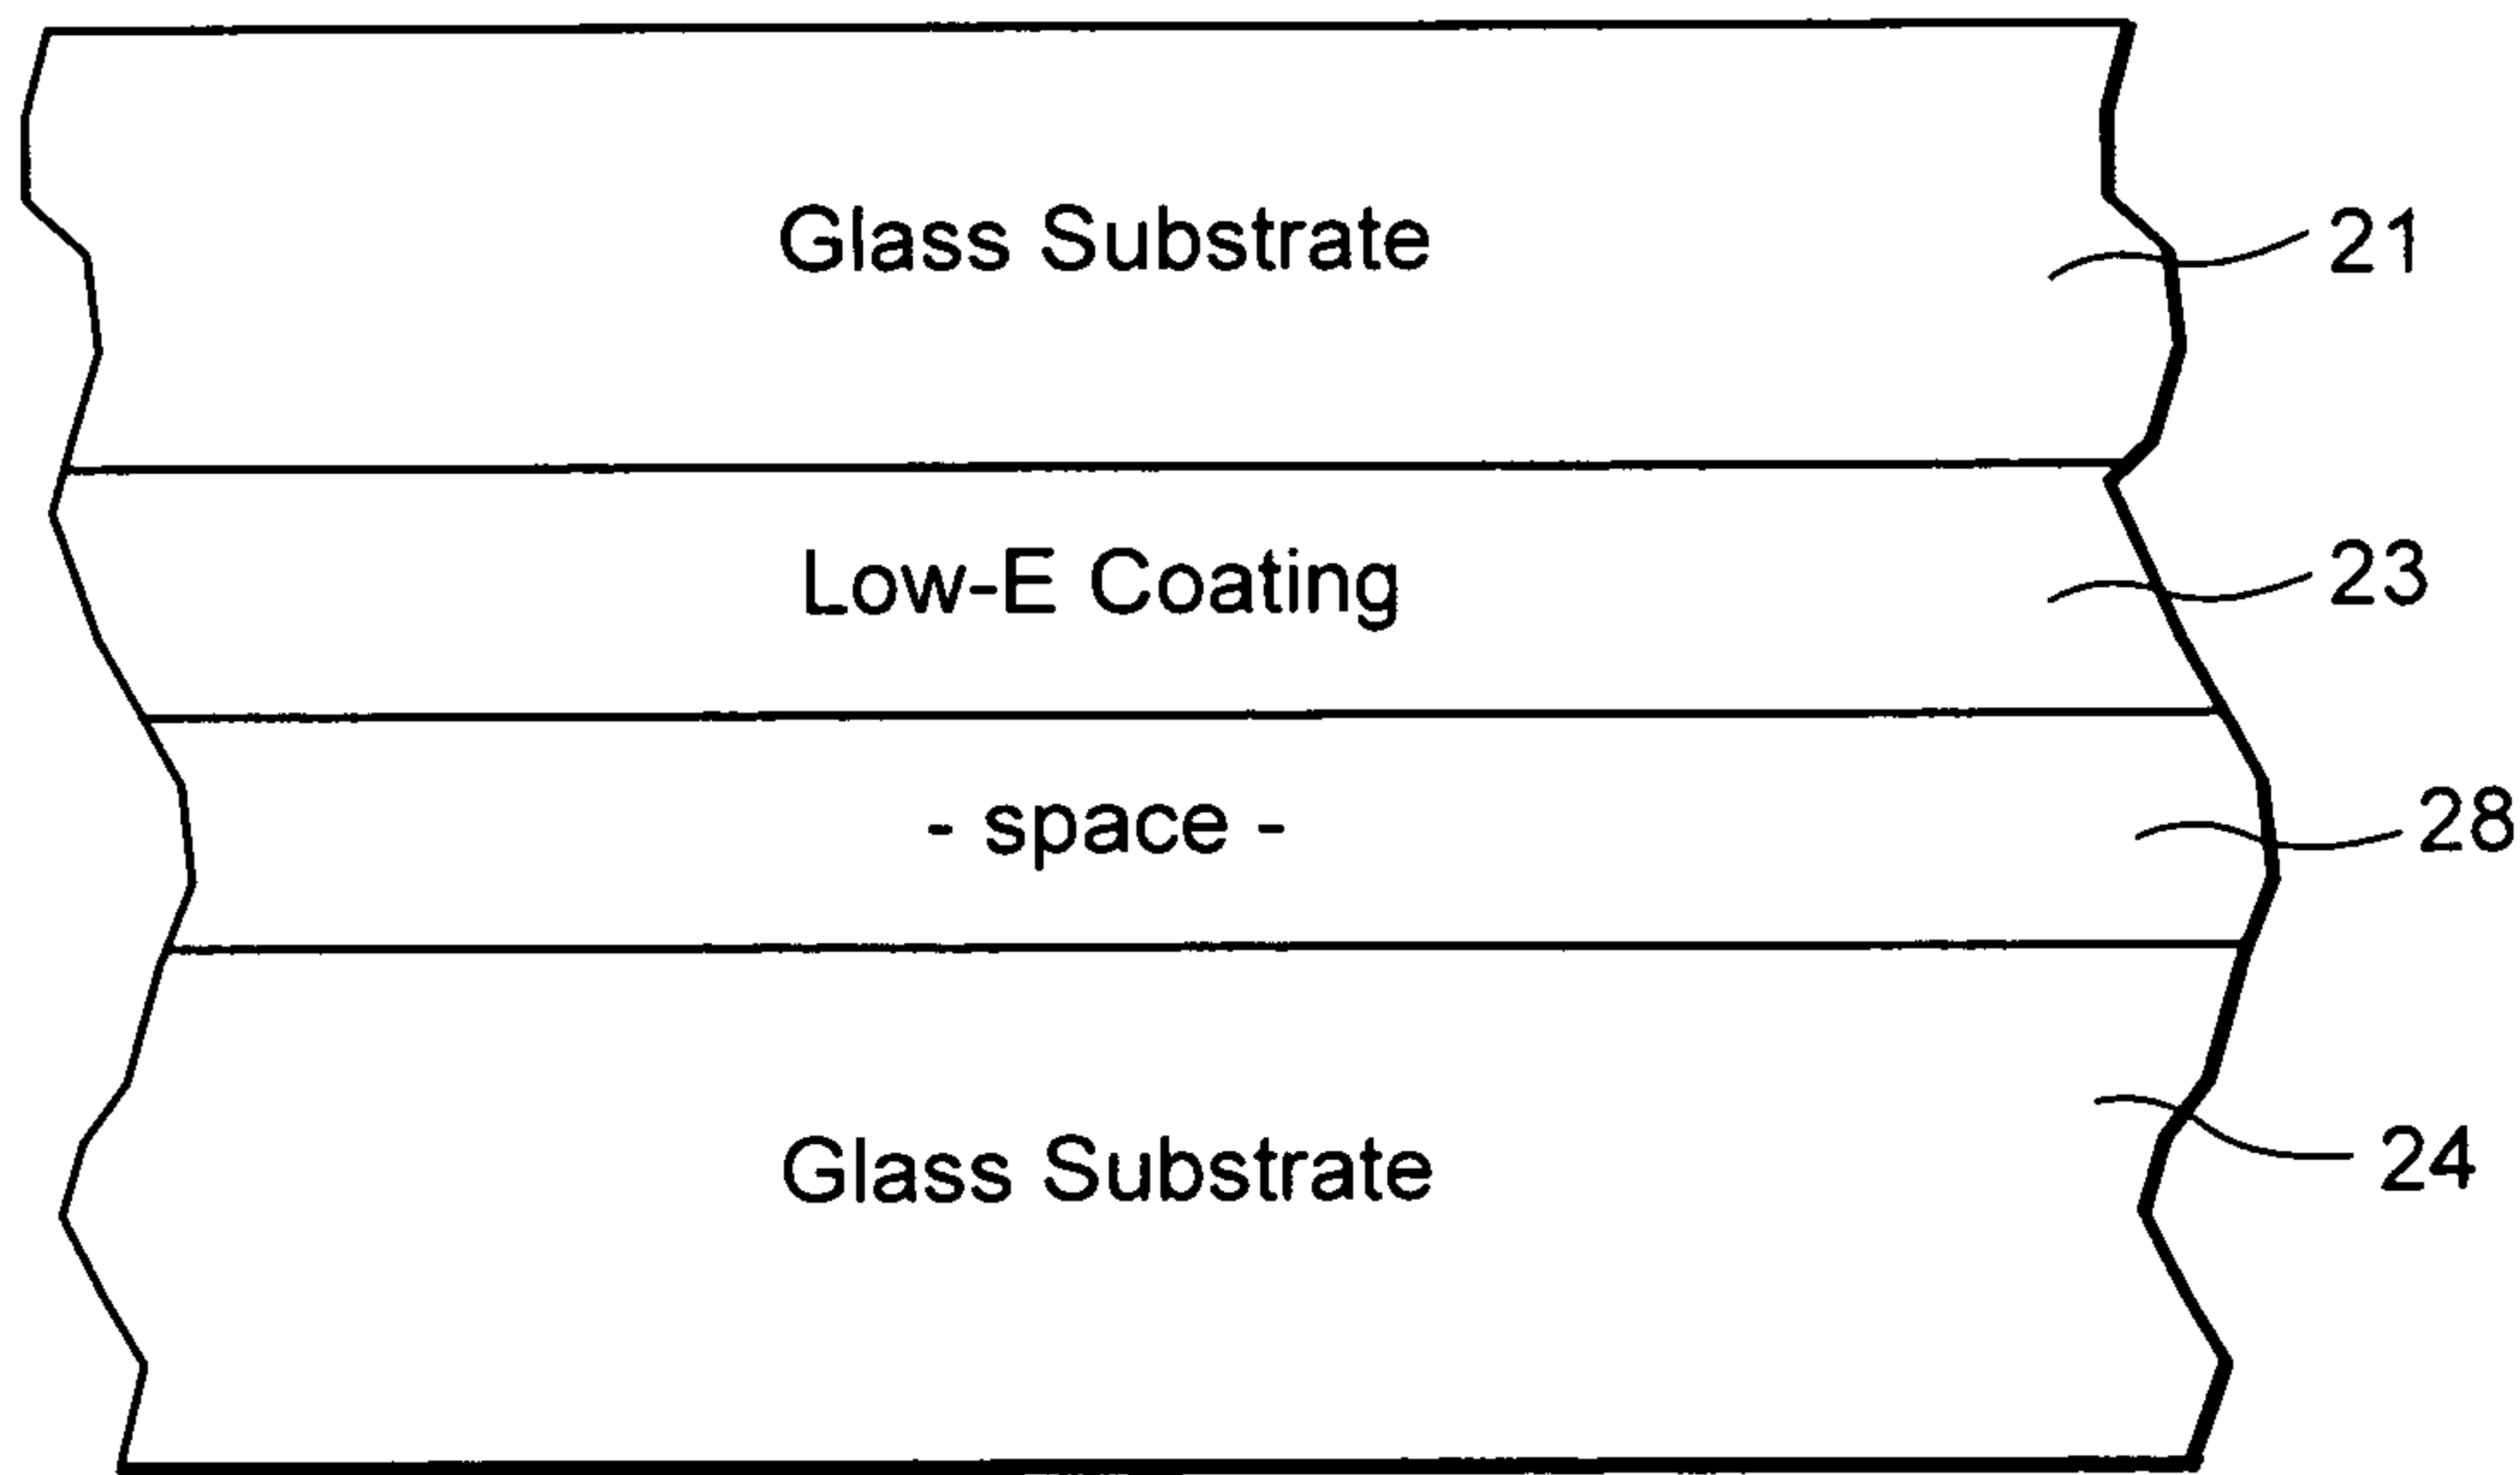 Glass Substrate 21
Low-E Coating 23
- space - 28
Glass Substrate 24